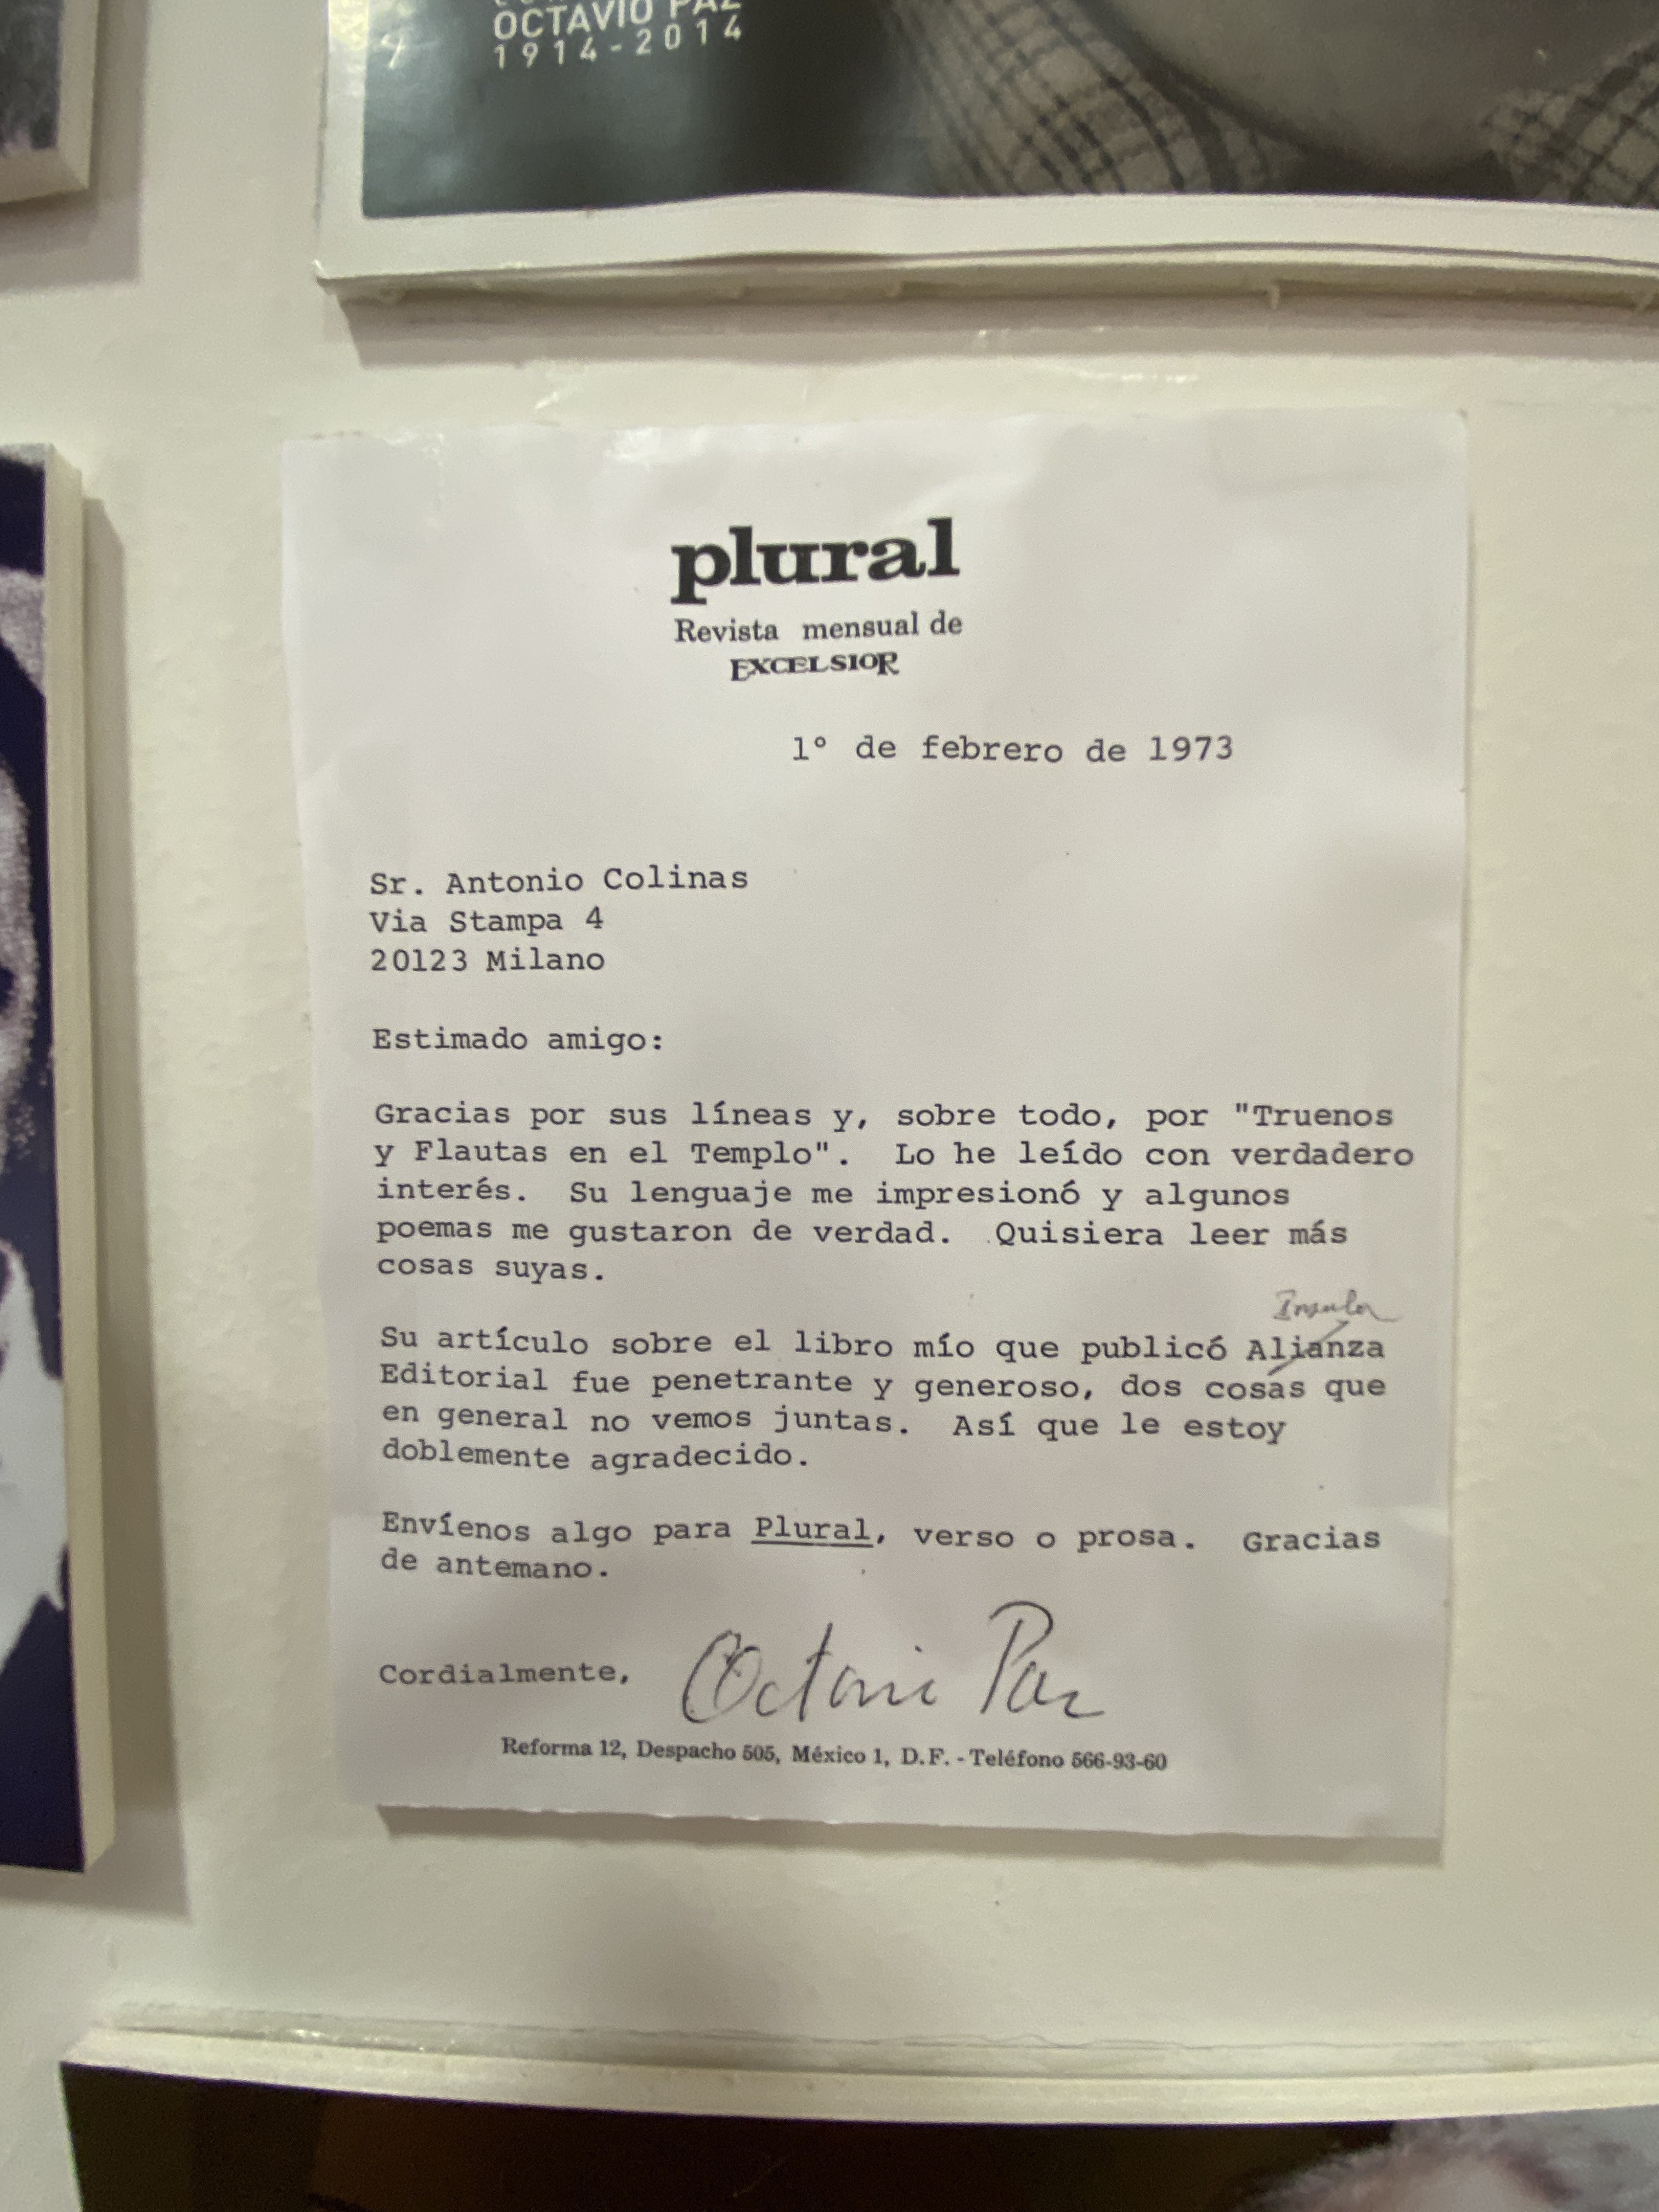 OCTAVIO PAZ
1914-2014
plural
Revista mensual de
EXCELSIOR
1º de febrero de 1973
Sr. Antonio Colinas
Via Stampa 4
20123 Milano
Estimado amigo:
Gracias por sus líneas y, sobre todo, por "Truenos
y Flautas en el Templo". Lo he leído con verdadero
interés. Su lenguaje me impresionó y algunos
poemas me gustaron de verdad. Quisiera leer más
cosas suyas.
Insula
Su artículo sobre el libro mío que publicó Alianza
Editorial fue penetrante y generoso, dos cosas que
en general no vemos juntas. Así que le estoy
doblemente agradecido.
Envíenos algo para Plural, verso o prosa. Gracias
de antemano.
Cordialmente, Octavio Paz
Reforma 12, Despacho 505, México 1, D.F. - Teléfono 566-93-60